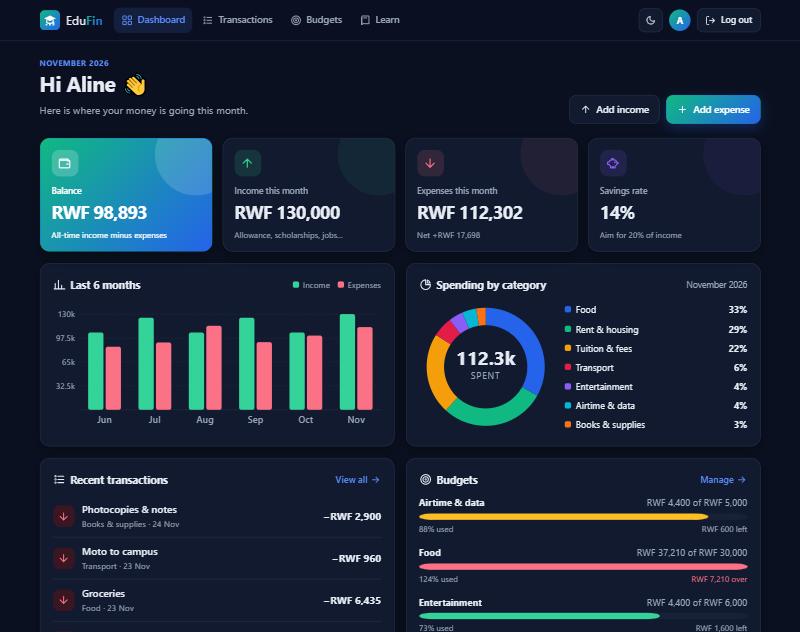 EduFin
Dashboard
Transactions
Budgets
Learn
A
Log out
NOVEMBER 2026
Hi Aline 👋
Here is where your money is going this month.
Add income
Add expense
Balance
RWF 98,893
All-time income minus expenses
Income this month
RWF 130,000
Allowance, scholarships, jobs...
Expenses this month
RWF 112,302
Net +RWF 17,698
Savings rate
14%
Aim for 20% of income
Last 6 months
Income
Expenses
130k
97.5k
65k
32.5k
Jun
Jul
Aug
Sep
Oct
Nov
Spending by category
November 2026
112.3k
SPENT
Food 33%
Rent & housing 29%
Tuition & fees 22%
Transport 6%
Entertainment 4%
Airtime & data 4%
Books & supplies 3%
Recent transactions
View all →
Photocopies & notes
Books & supplies · 24 Nov
−RWF 2,900
Moto to campus
Transport · 23 Nov
−RWF 960
Groceries
Food · 23 Nov
−RWF 6,435
Budgets
Manage →
Airtime & data
RWF 4,400 of RWF 5,000
88% used
RWF 600 left
Food
RWF 37,210 of RWF 30,000
124% used
RWF 7,210 over
Entertainment
RWF 4,400 of RWF 6,000
73% used
RWF 1,600 left